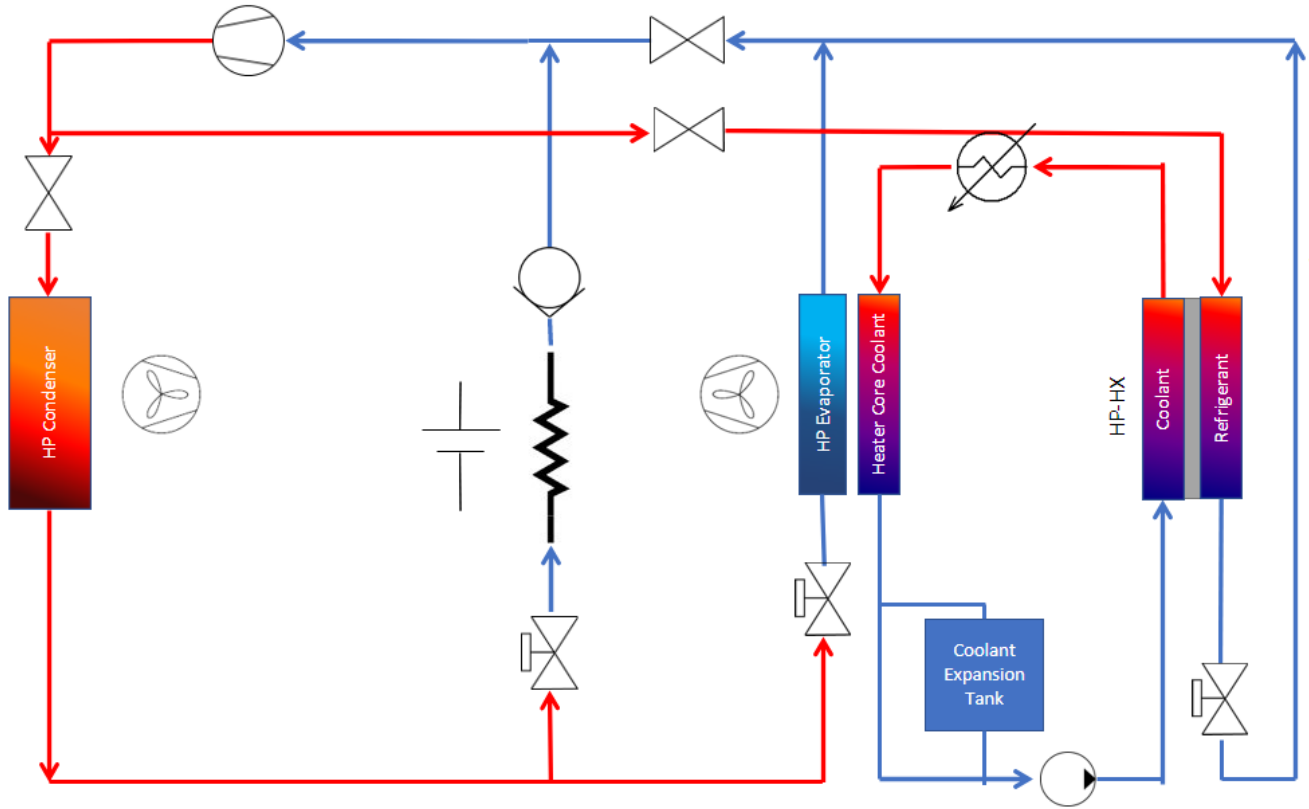 HP Condenser
HP Evaporator
Heater Core Coolant
HP-HX
Coolant
Refrigerant
Coolant
Expansion
Tank